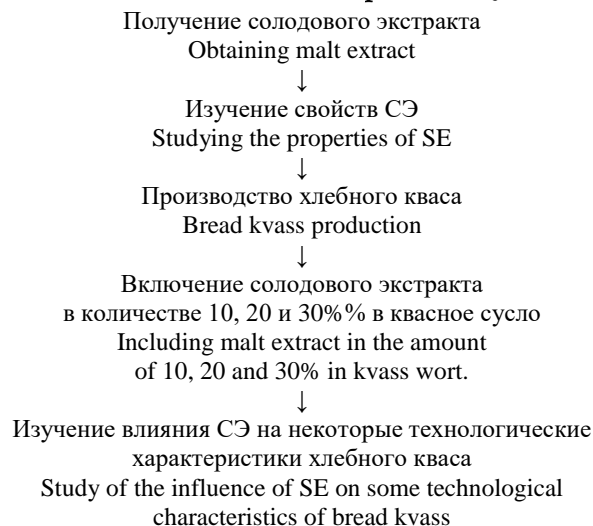 Получение солодового экстракта
Obtaining malt extract
↓
Изучение свойств СЭ
Studying the properties of SE
↓
Производство хлебного кваса
Bread kvass production
↓
Включение солодового экстракта
в количестве 10, 20 и 30%% в квасное сусло
Including malt extract in the amount
of 10, 20 and 30% in kvass wort.
↓
Изучение влияния СЭ на некоторые технологические
характеристики хлебного кваса
Study of the influence of SE on some technological
characteristics of bread kvass